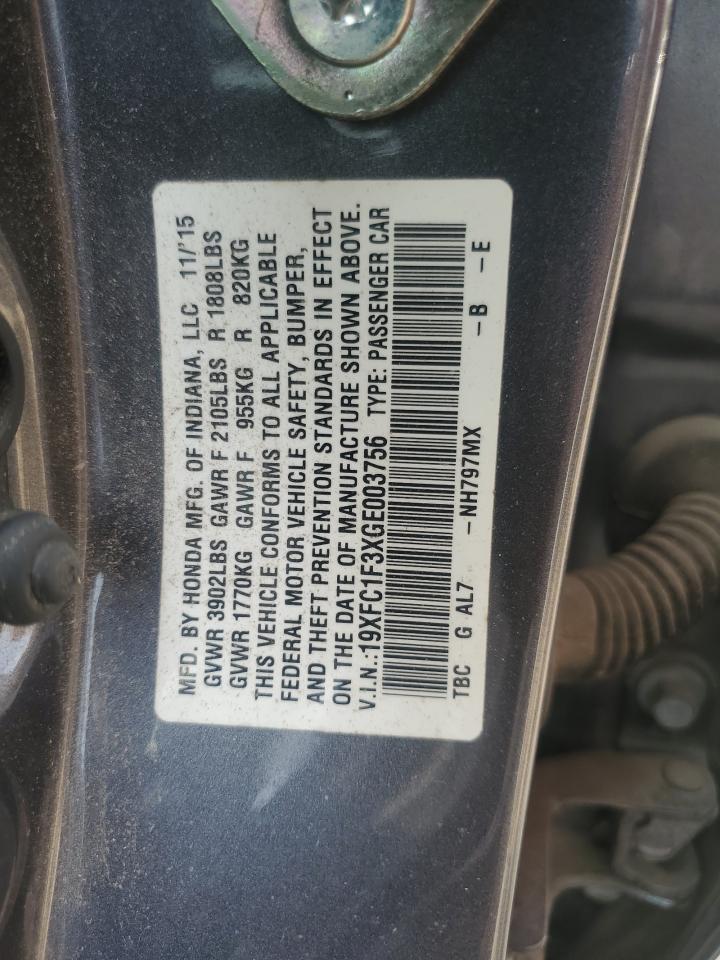 MFD. BY HONDA MFG. OF INDIANA, LLC 11/'15
GVWR 3902LBS GAWR F 2105LBS R 1808LBS
GVWR 1770KG GAWR F 955KG R 820KG
THIS VEHICLE CONFORMS TO ALL APPLICABLE
FEDERAL MOTOR VEHICLE SAFETY, BUMPER,
AND THEFT PREVENTION STANDARDS IN EFFECT
ON THE DATE OF MANUFACTURE SHOWN ABOVE.
V.I.N.:19XFC1F3XGE003756 TYPE: PASSENGER CAR
TBC G AL7 -NH797MX -B -E